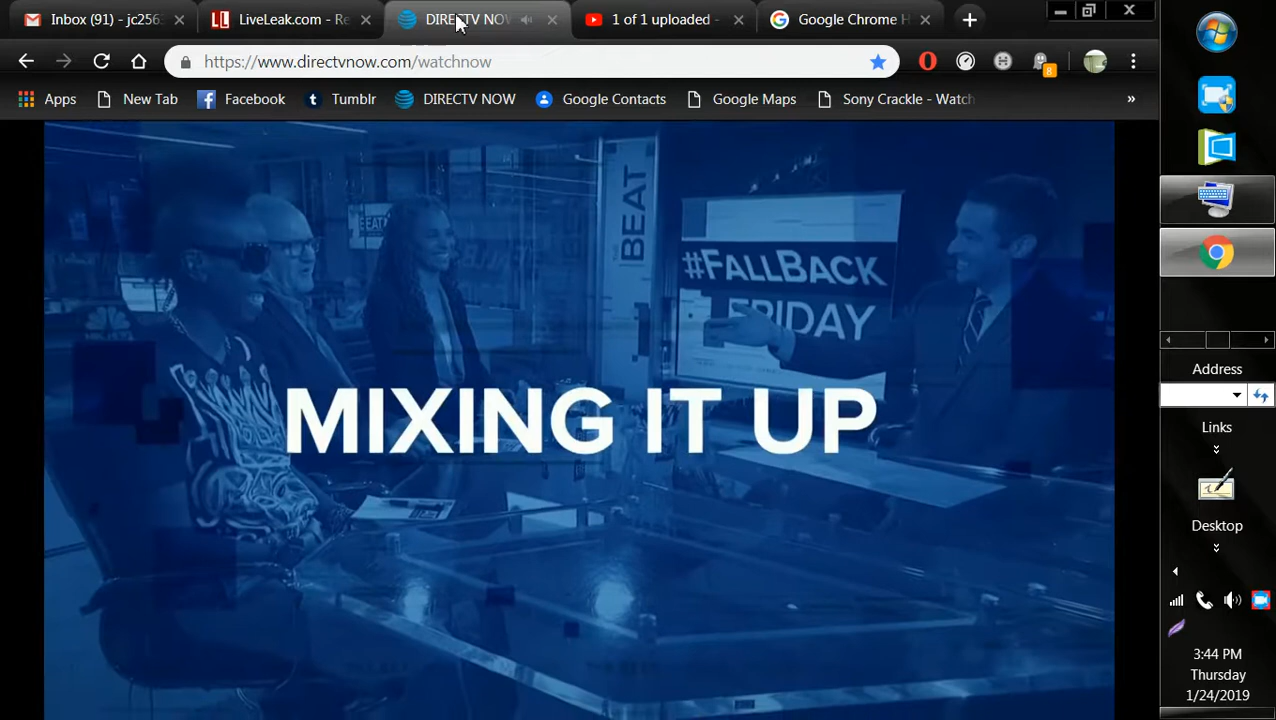 Inbox (91) - jc256
LiveLeak.com - Re
DIRECTV NOW
1 of 1 uploaded -
Google Chrome H
https://www.directvnow.com/watchnow
8
Apps
New Tab
Facebook
Tumblr
DIRECTV NOW
Google Contacts
Google Maps
Sony Crackle - Watch
»
BEAT
#FALLBACK
FRIDAY
MIXING IT UP
Address
Links
Desktop
3:44 PM
Thursday
1/24/2019